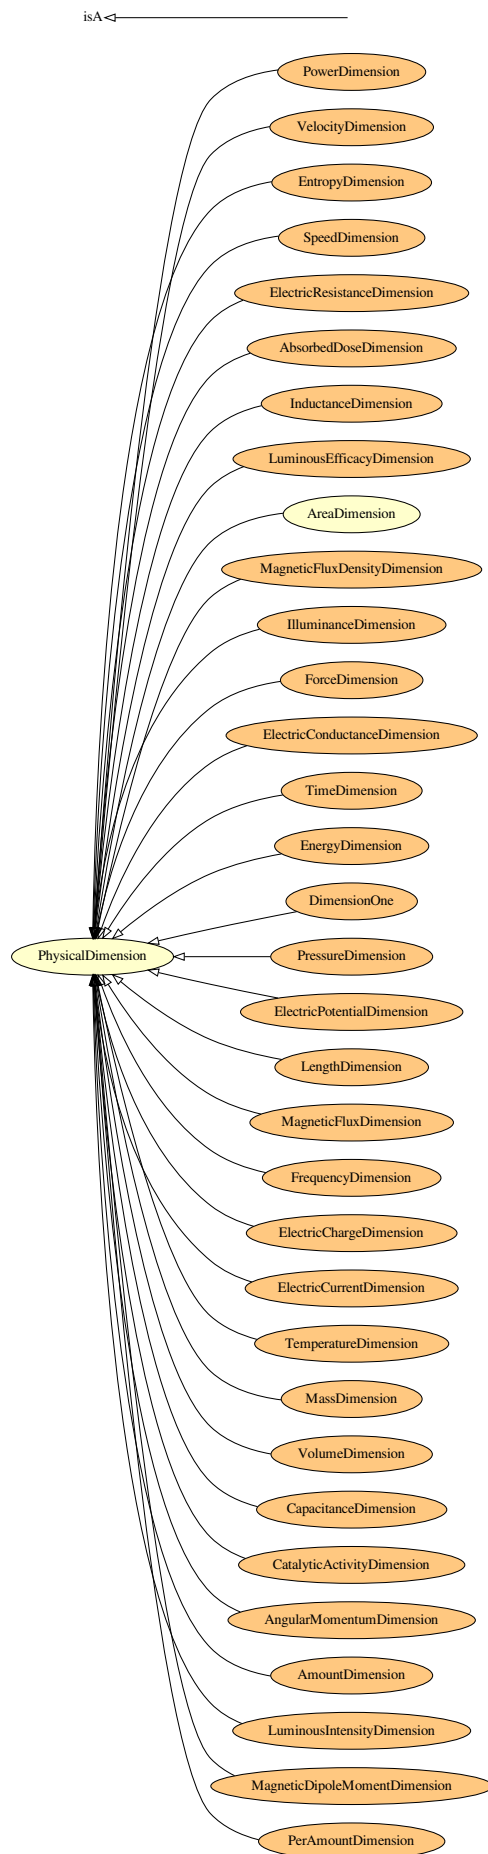 isA
PowerDimension
VelocityDimension
EntropyDimension
SpeedDimension
ElectricResistanceDimension
AbsorbedDoseDimension
InductanceDimension
LuminousEfficacyDimension
AreaDimension
MagneticFluxDensityDimension
IlluminanceDimension
ForceDimension
ElectricConductanceDimension
TimeDimension
EnergyDimension
DimensionOne
PhysicalDimension
PressureDimension
ElectricPotentialDimension
LengthDimension
MagneticFluxDimension
FrequencyDimension
ElectricChargeDimension
ElectricCurrentDimension
TemperatureDimension
MassDimension
VolumeDimension
CapacitanceDimension
CatalyticActivityDimension
AngularMomentumDimension
AmountDimension
LuminousIntensityDimension
MagneticDipoleMomentDimension
PerAmountDimension